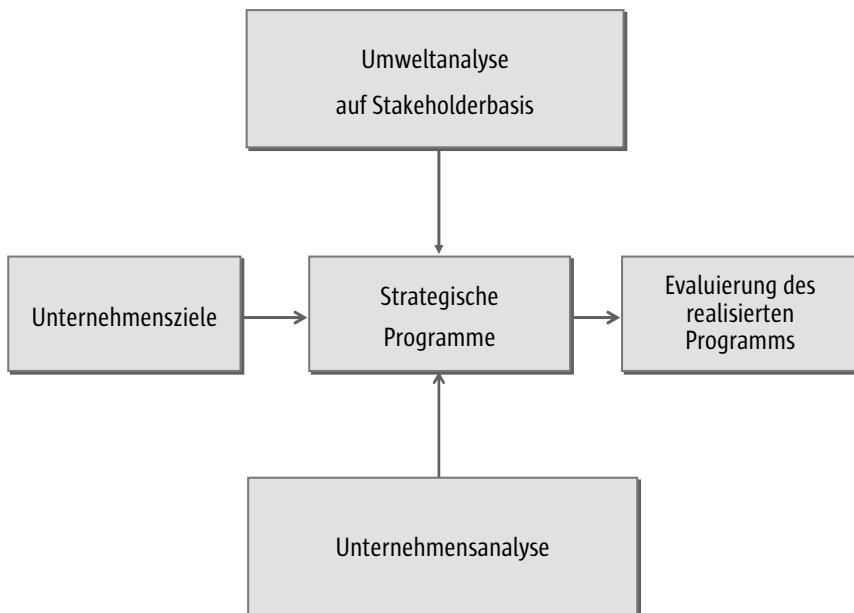 Umweltanalyse
auf Stakeholderbasis
Unternehmensziele
Strategische
Programme
Evaluierung des
realisierten
Programms
Unternehmensanalyse